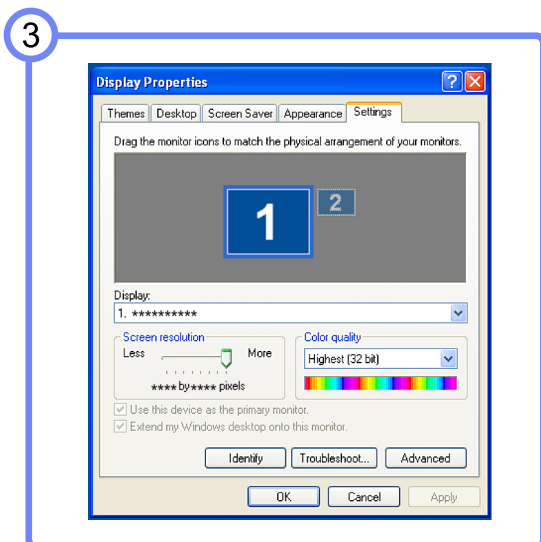 3
Display Properties
Themes Desktop Screen Saver Appearance Settings
Drag the monitor icons to match the physical arrangement of your monitors.
1 2
Display:
1. **********
Screen resolution
Less More
**** by **** pixels
Color quality
Highest (32 bit)
Use this device as the primary monitor.
Extend my Windows desktop onto this monitor.
Identify Troubleshoot... Advanced
OK Cancel Apply